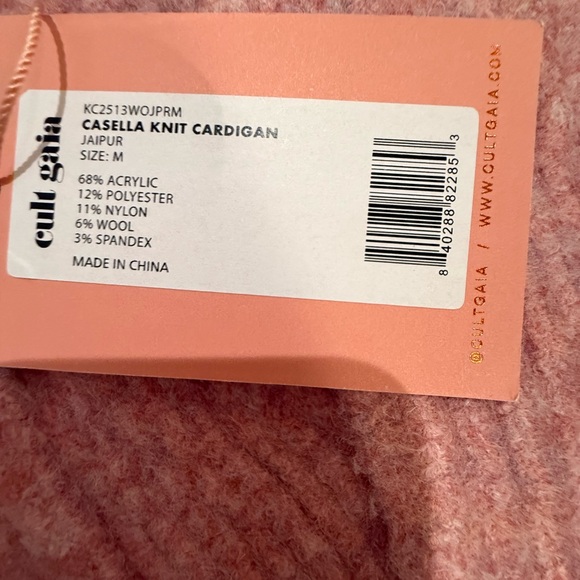 cult gaia
KC2513WOJPRM
CASELLA KNIT CARDIGAN
JAIPUR
SIZE: M
68% ACRYLIC
12% POLYESTER
11% NYLON
6% WOOL
3% SPANDEX
MADE IN CHINA
8 40288 82285 3
@CULTGAIA / WWW.CULTGAIA.COM